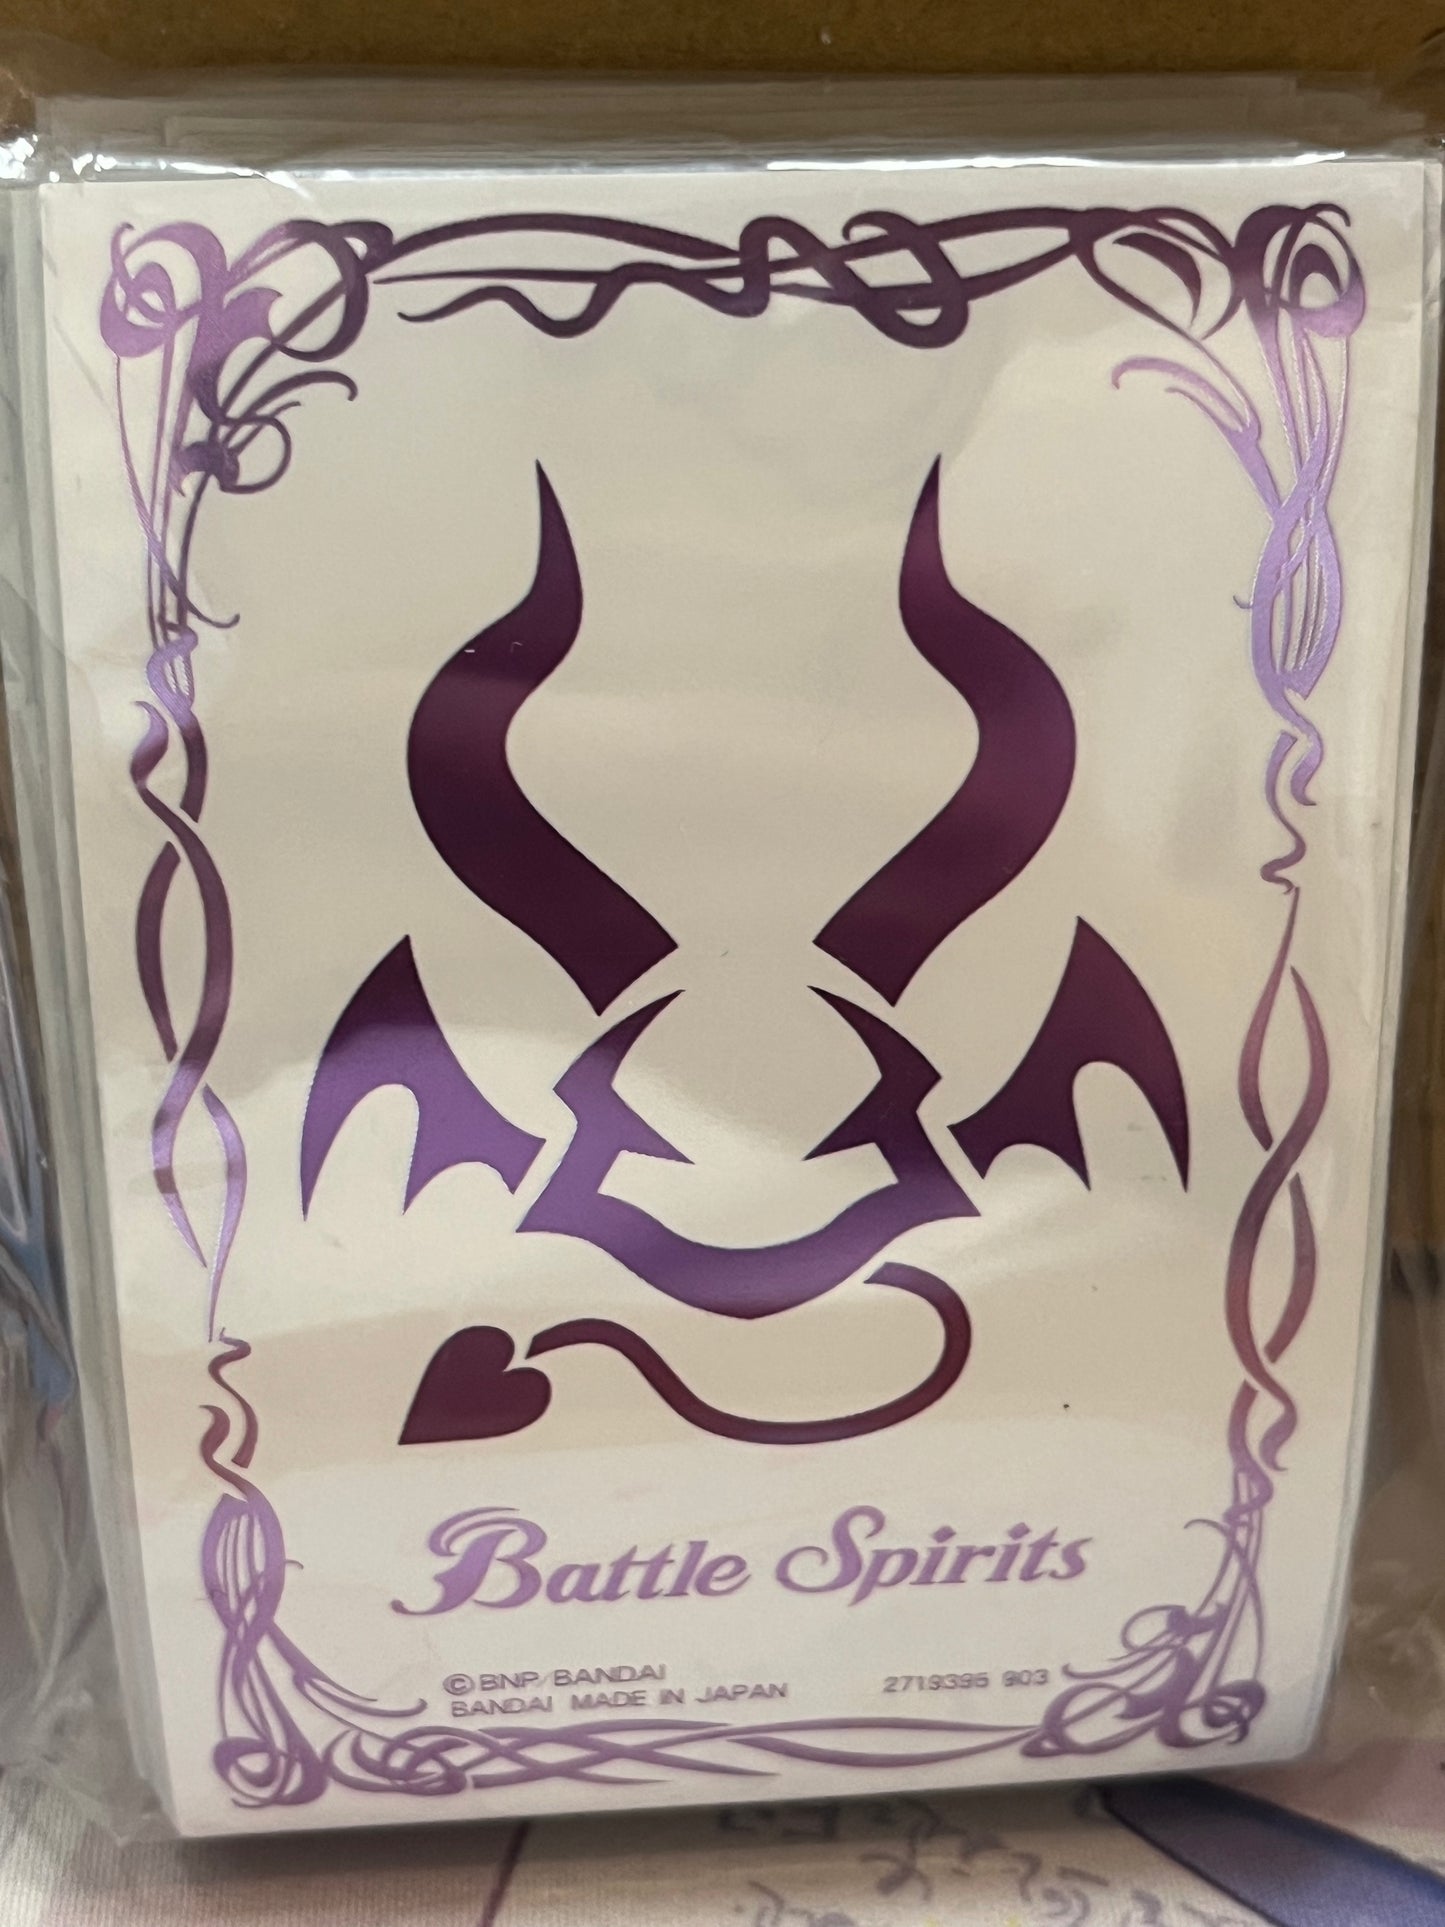 Battle Spirits
©BNP/BANDAI
BANDAI MADE IN JAPAN
2719395 903